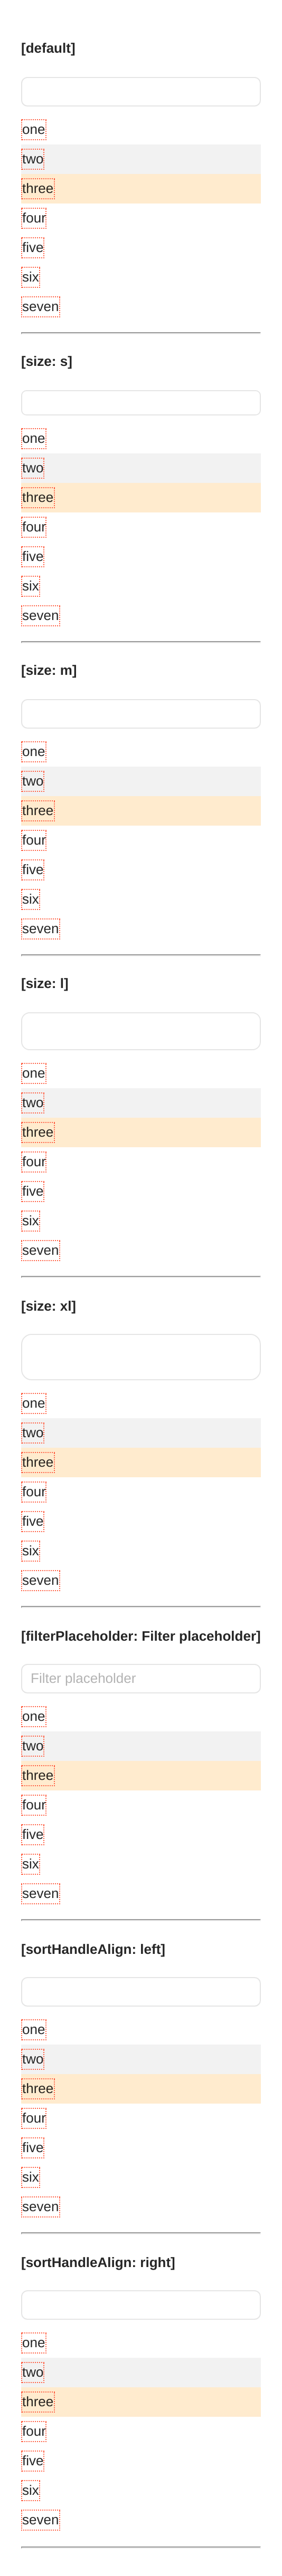 [default]
one
two
three
four
five
six
seven
[size: s]
one
two
three
four
five
six
seven
[size: m]
one
two
three
four
five
six
seven
[size: l]
one
two
three
four
five
six
seven
[size: xl]
one
two
three
four
five
six
seven
[filterPlaceholder: Filter placeholder]
Filter placeholder
one
two
three
four
five
six
seven
[sortHandleAlign: left]
one
two
three
four
five
six
seven
[sortHandleAlign: right]
one
two
three
four
five
six
seven